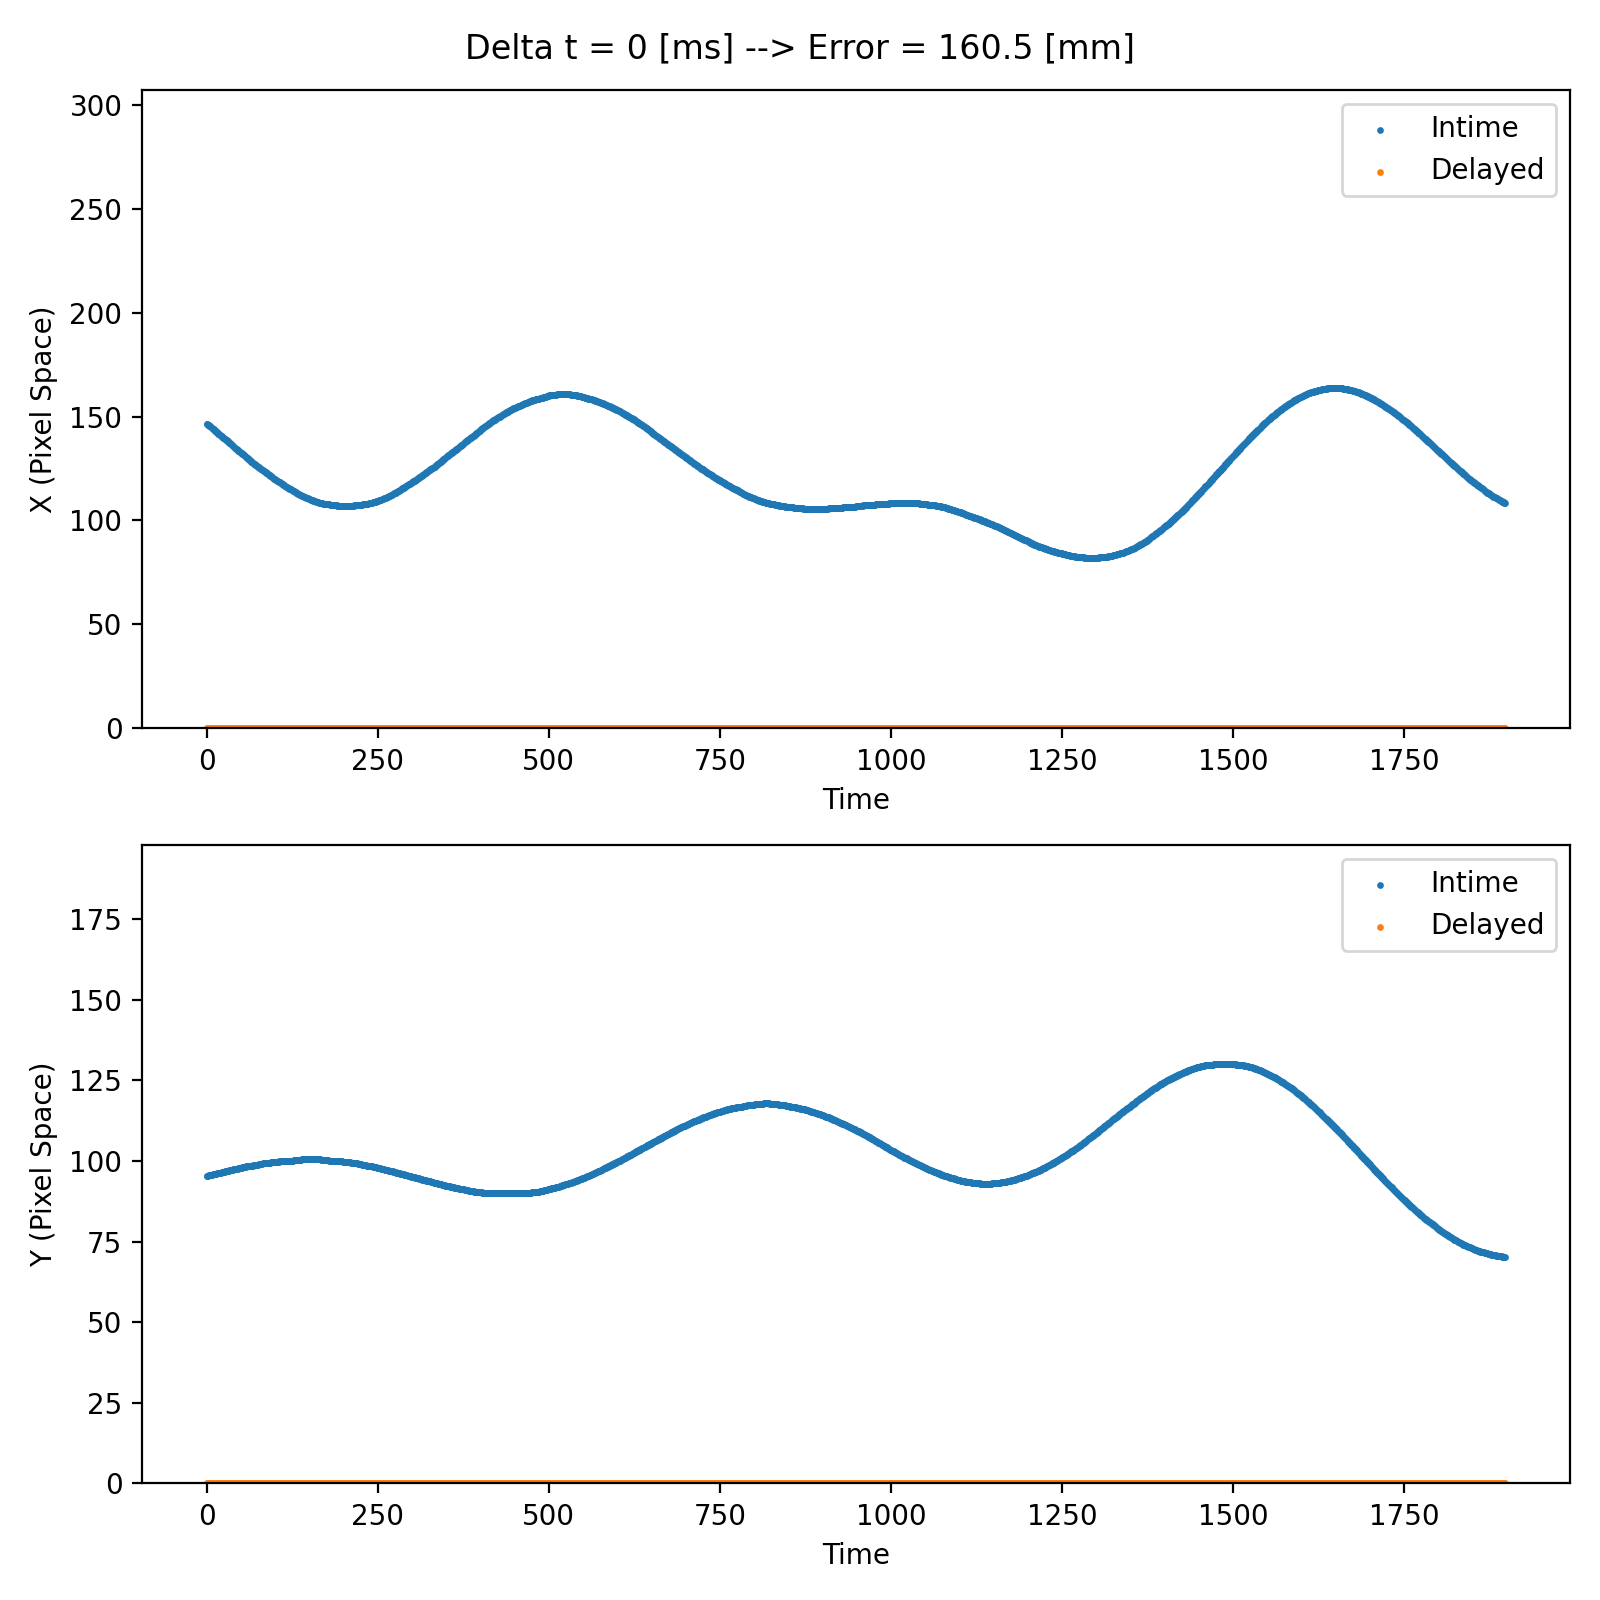 Delta t = 0 [ms] --> Error = 160.5 [mm]
300
250
200
150
100
50
0
X (Pixel Space)
Intime
Delayed
0 250 500 750 1000 1250 1500 1750
Time
175
150
125
100
75
50
25
0
Y (Pixel Space)
Intime
Delayed
0 250 500 750 1000 1250 1500 1750
Time